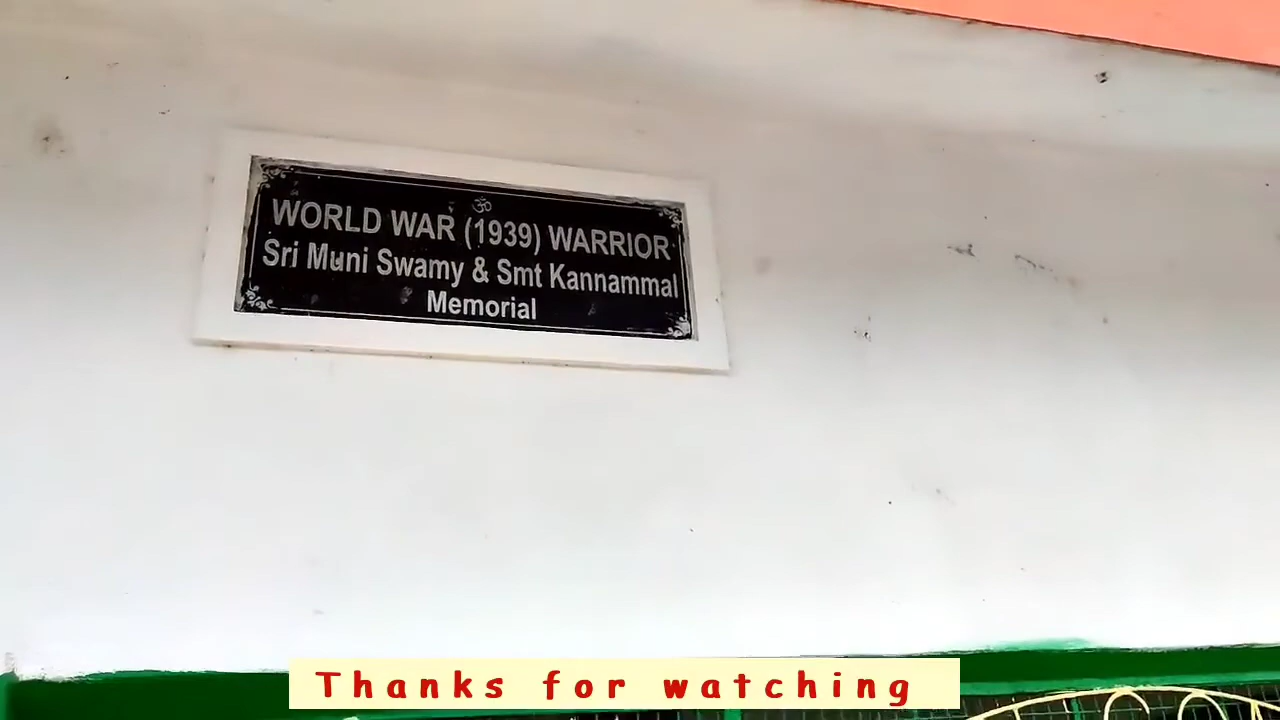 ॐ
WORLD WAR (1939) WARRIOR
Sri Muni Swamy & Smt Kannammal
Memorial
Thanks for watching